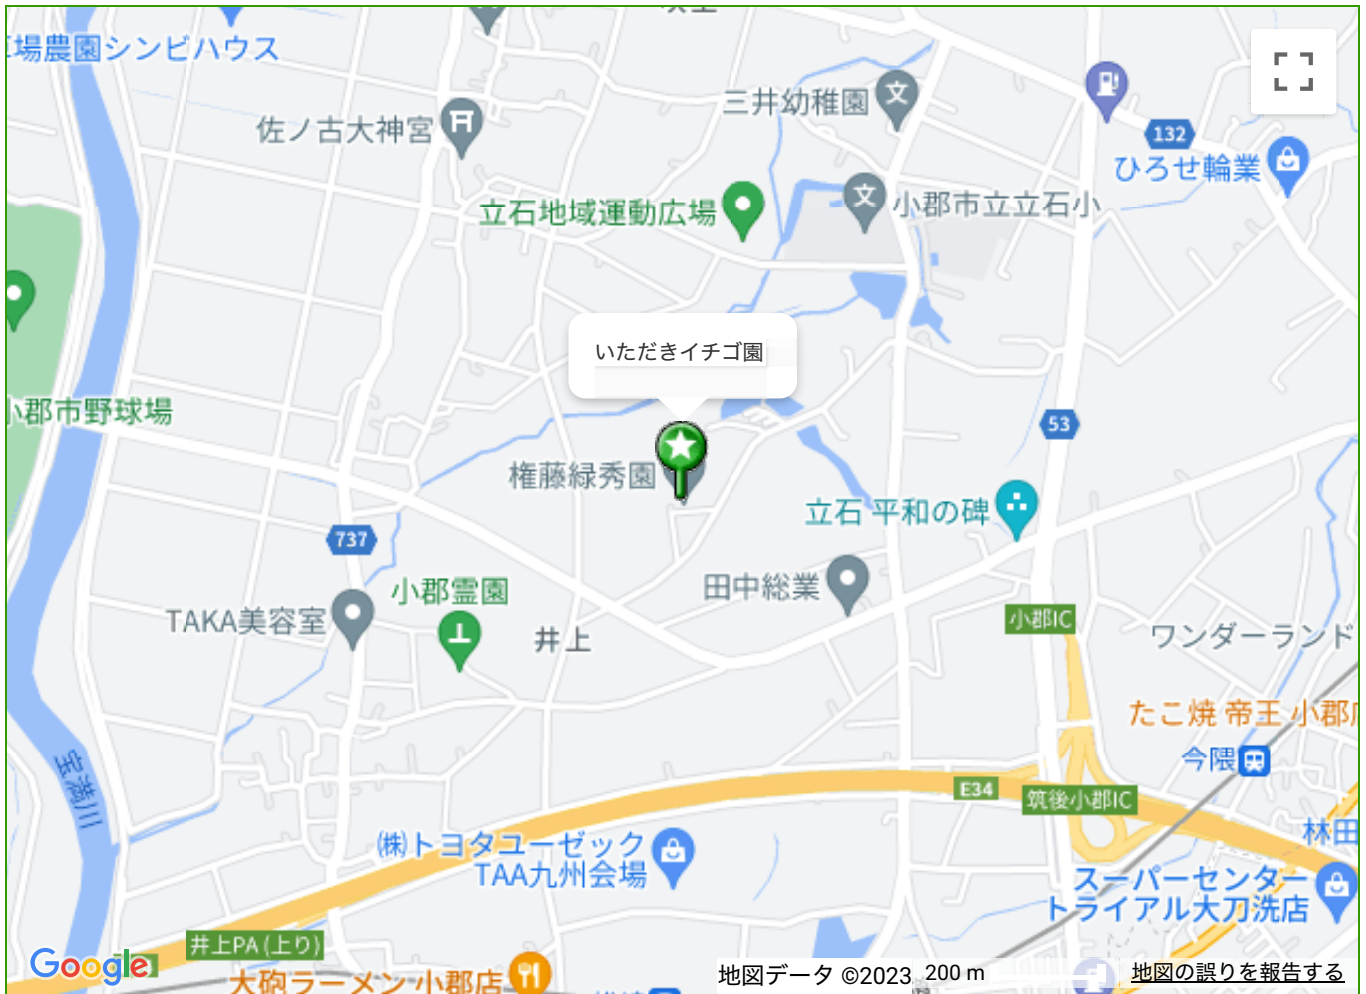 場農園シンビハウス
三井幼稚園
佐ノ古大神宮
132
ひろせ輪業
立石地域運動広場
小郡市立立石小
いただきイチゴ園
小郡市野球場
53
権藤緑秀園
立石 平和の碑
737
小郡霊園
田中総業
TAKA美容室
井上
小郡IC
ワンダーランド
たこ焼 帝王 小郡店
今隈
宝満川
E34
筑後小郡IC
林田
(株)トヨタユーゼック
TAA九州会場
スーパーセンター
トライアル大刀洗店
井上PA (上り)
Google
大砲ラーメン 小郡店
地図データ ©2023
200 m
地図の誤りを報告する